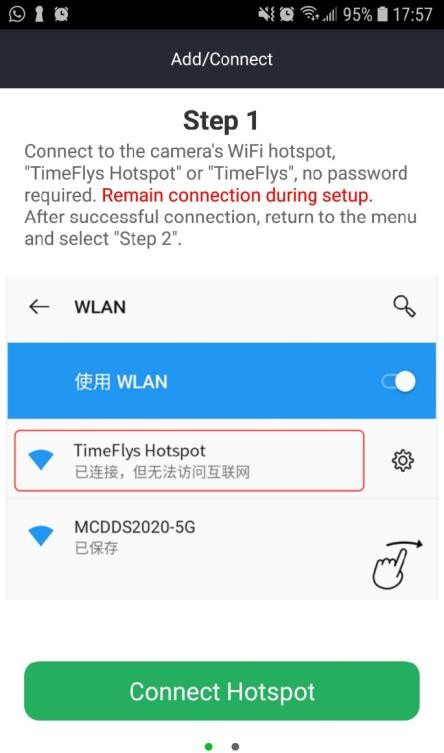 95% 17:57
Add/Connect
Step 1
Connect to the camera's WiFi hotspot,
"TimeFlys Hotspot" or "TimeFlys", no password
required. Remain connection during setup.
After successful connection, return to the menu
and select "Step 2".
WLAN
使用 WLAN
TimeFlys Hotspot
已连接，但无法访问互联网
MCDDS2020-5G
已保存
Connect Hotspot